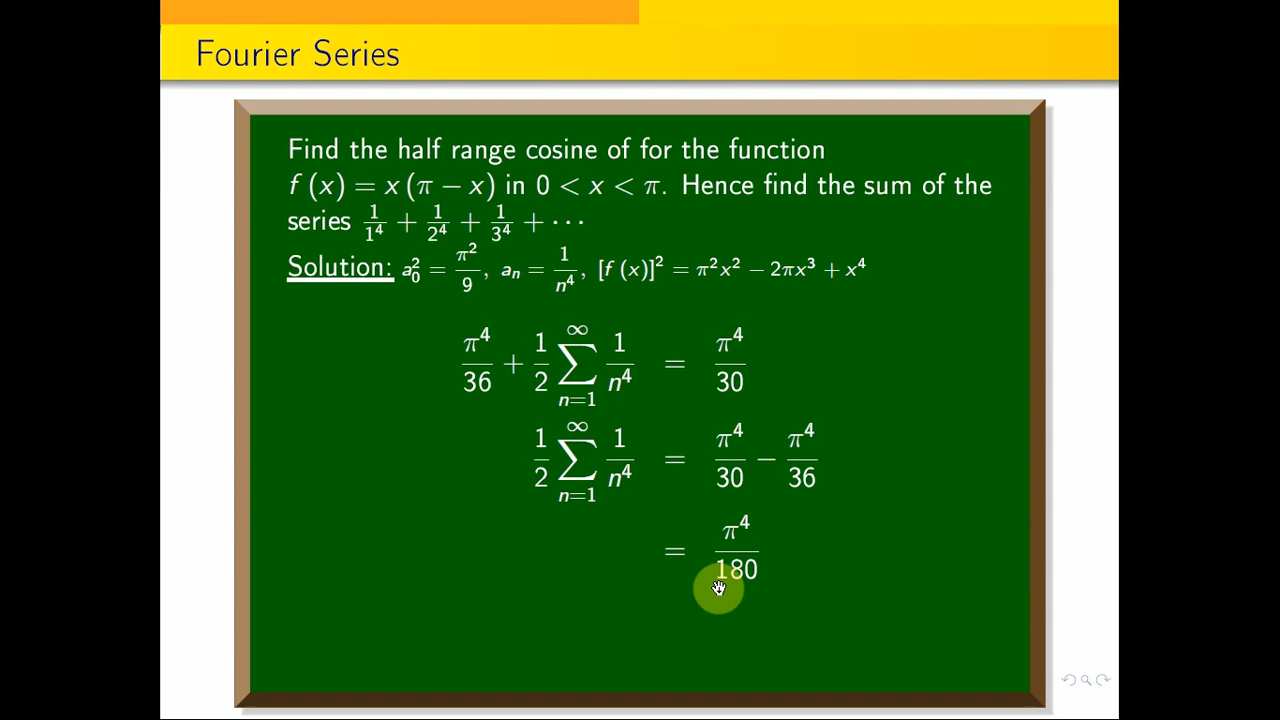 Fourier Series
Find the half range cosine of for the function
f (x) = x (π − x) in 0 < x < π. Hence find the sum of the
series 1/1⁴ + 1/2⁴ + 1/3⁴ + ⋯
Solution: a₀² = π²/9, aₙ = 1/n⁴, [f (x)]² = π²x² − 2πx³ + x⁴
π⁴/36 + 1/2 ∑_{n=1}^{∞} 1/n⁴ = π⁴/30
1/2 ∑_{n=1}^{∞} 1/n⁴ = π⁴/30 − π⁴/36
= π⁴/180